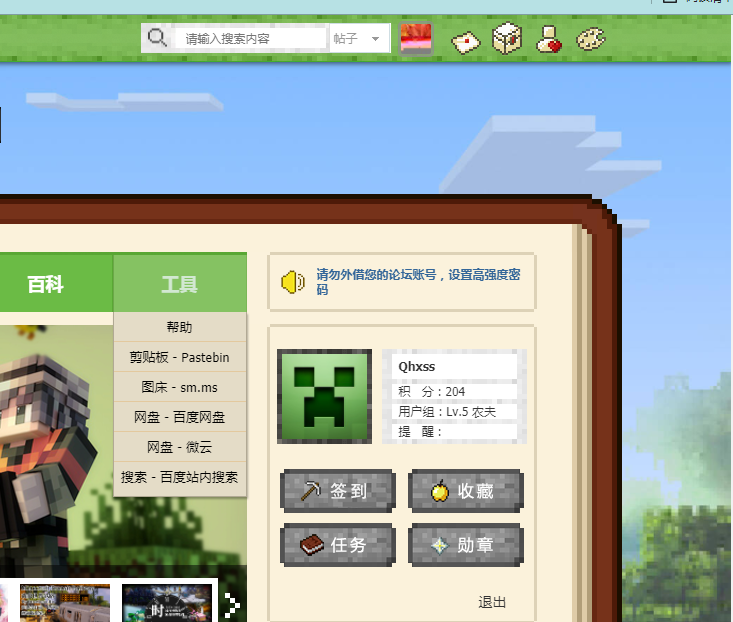 请输入搜索内容 帖子
百科 工具
请勿外借您的论坛账号，设置高强度密
码
帮助
剪贴板 - Pastebin
图床 - sm.ms
网盘 - 百度网盘
网盘 - 微云
搜索 - 百度站内搜索
Qhxss
积 分：204
用户组：Lv.5 农夫
提 醒：
签到 收藏
任务 勋章
退出